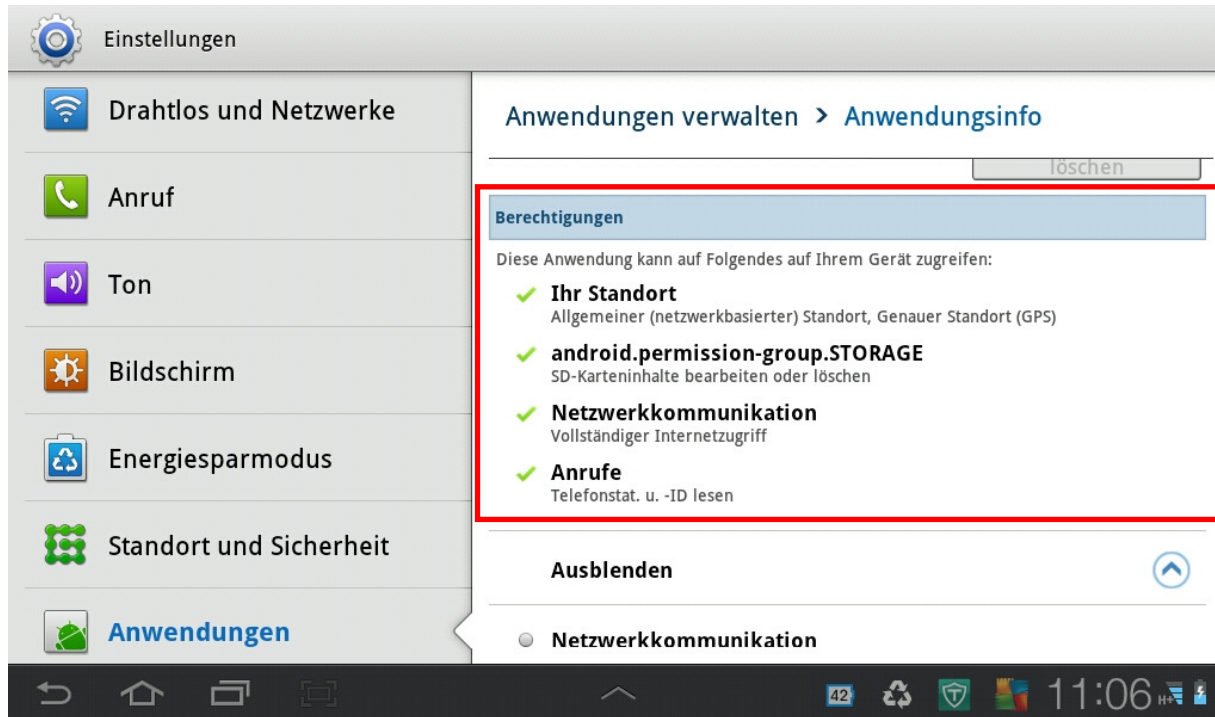 Einstellungen
Drahtlos und Netzwerke
Anruf
Ton
Bildschirm
Energiesparmodus
Standort und Sicherheit
Anwendungen
Anwendungen verwalten > Anwendungsinfo
löschen
Berechtigungen
Diese Anwendung kann auf Folgendes auf Ihrem Gerät zugreifen:
Ihr Standort
Allgemeiner (netzwerkbasierter) Standort, Genauer Standort (GPS)
android.permission-group.STORAGE
SD-Karteninhalte bearbeiten oder löschen
Netzwerkkommunikation
Vollständiger Internetzugriff
Anrufe
Telefonstat. u. -ID lesen
Ausblenden
Netzwerkkommunikation
42 T 11:06 H+